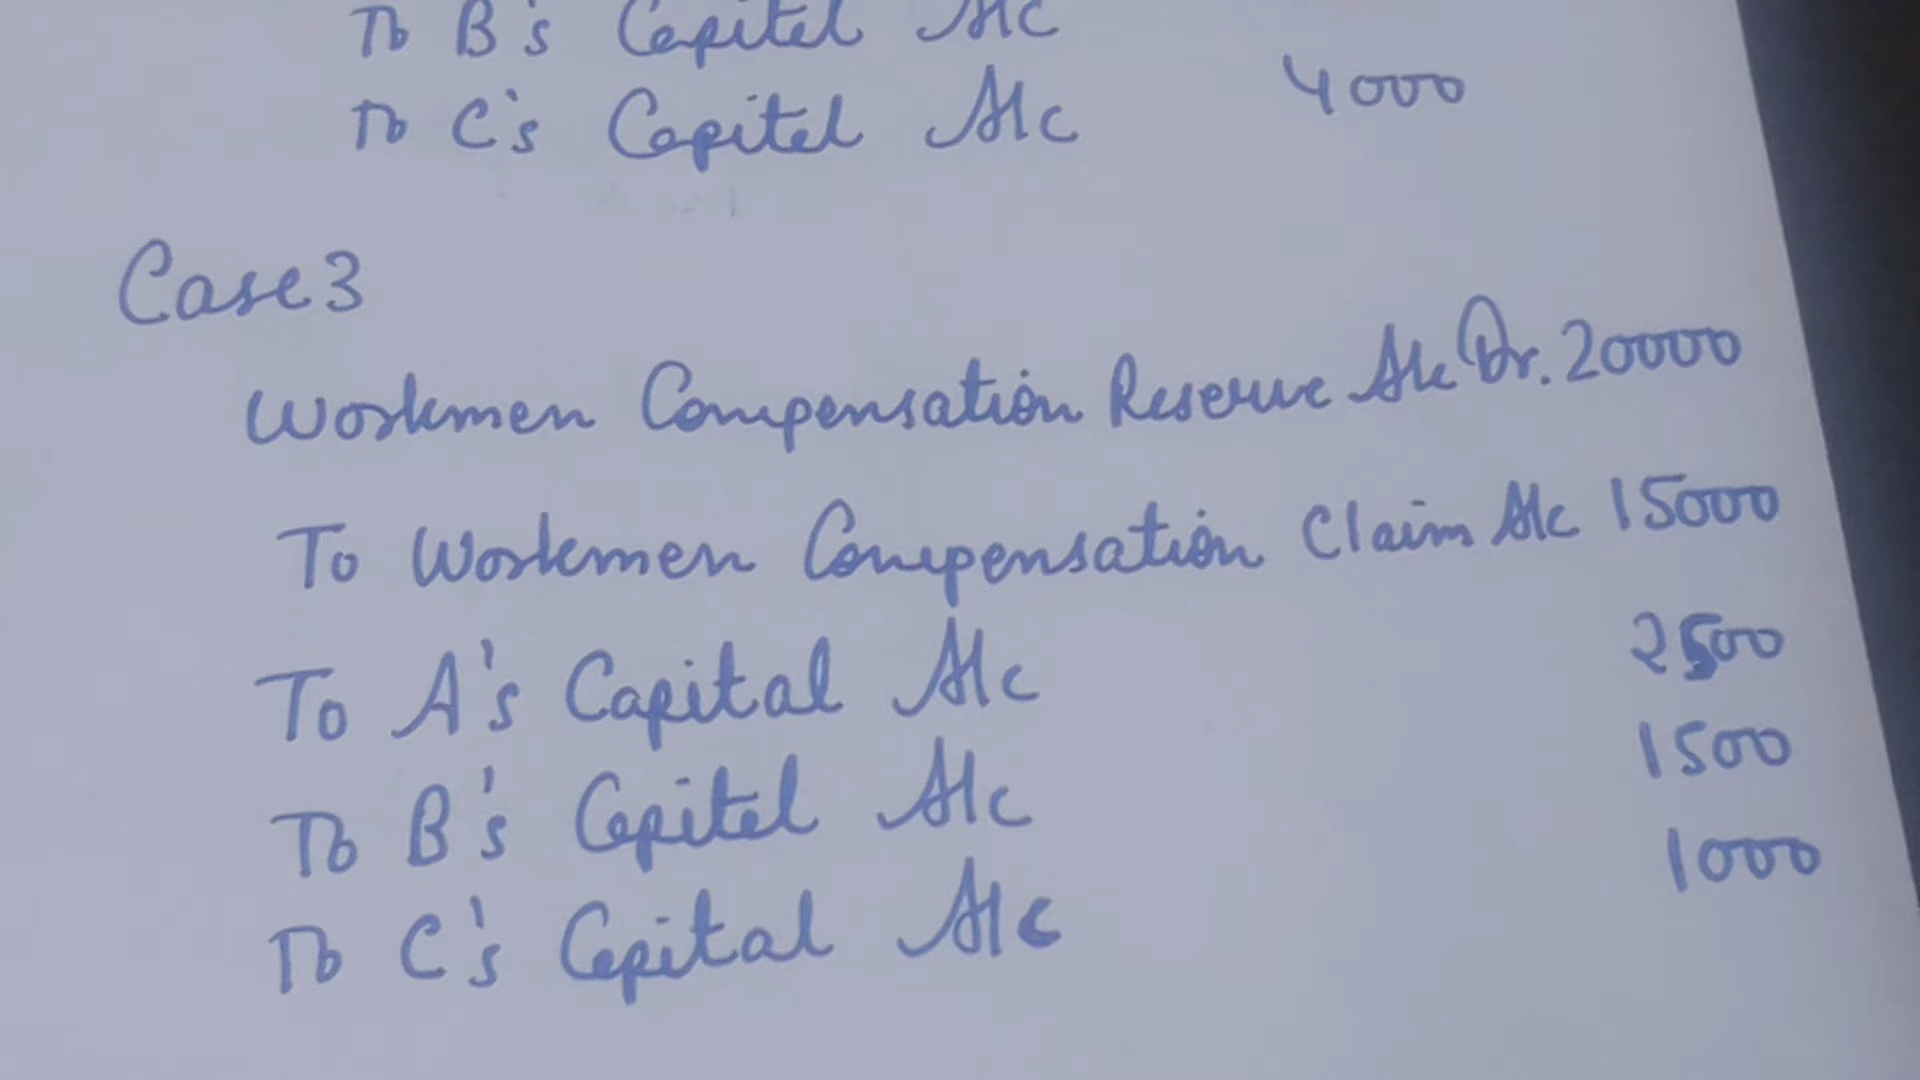 To B's Capital A/c
To C's Capital A/c 4000
Case 3
Workmen Compensation Reserve A/c Dr. 20000
To Workmen Compensation Claim A/c 15000
To A's Capital A/c 2500
To B's Capital A/c 1500
To C's Capital A/c 1000